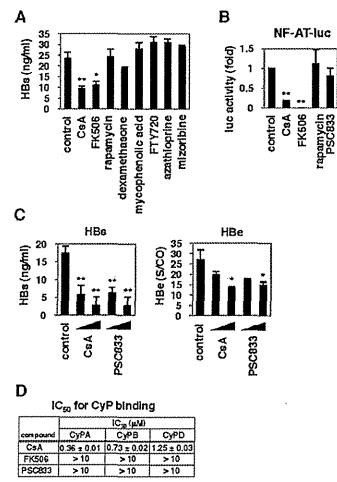 A
HBs (ng/ml)
35
30
25
20
15
10
5
0
**
*
control
CsA
FK506
rapamycin
dexamethasone
mycophenolic acid
FTY720
azathioprine
mizoribine
B
NF-AT-luc
luc activity (fold)
1.5
1
0.5
0
**
**
control
CsA
FK506
rapamycin
PSC833
C
HBs
HBs (ng/ml)
20
15
10
5
0
**
**
**
**
control
CsA
PSC833
HBe
HBe (S/CO)
35
30
25
20
15
10
5
0
*
*
control
CsA
PSC833
D
IC50 for CyP binding
compound
IC50 (μM)
CyPA CyPB CyPD
CsA 0.36 ± 0.01 0.73 ± 0.02 1.25 ± 0.03
FK506 > 10 > 10 > 10
PSC833 > 10 > 10 > 10